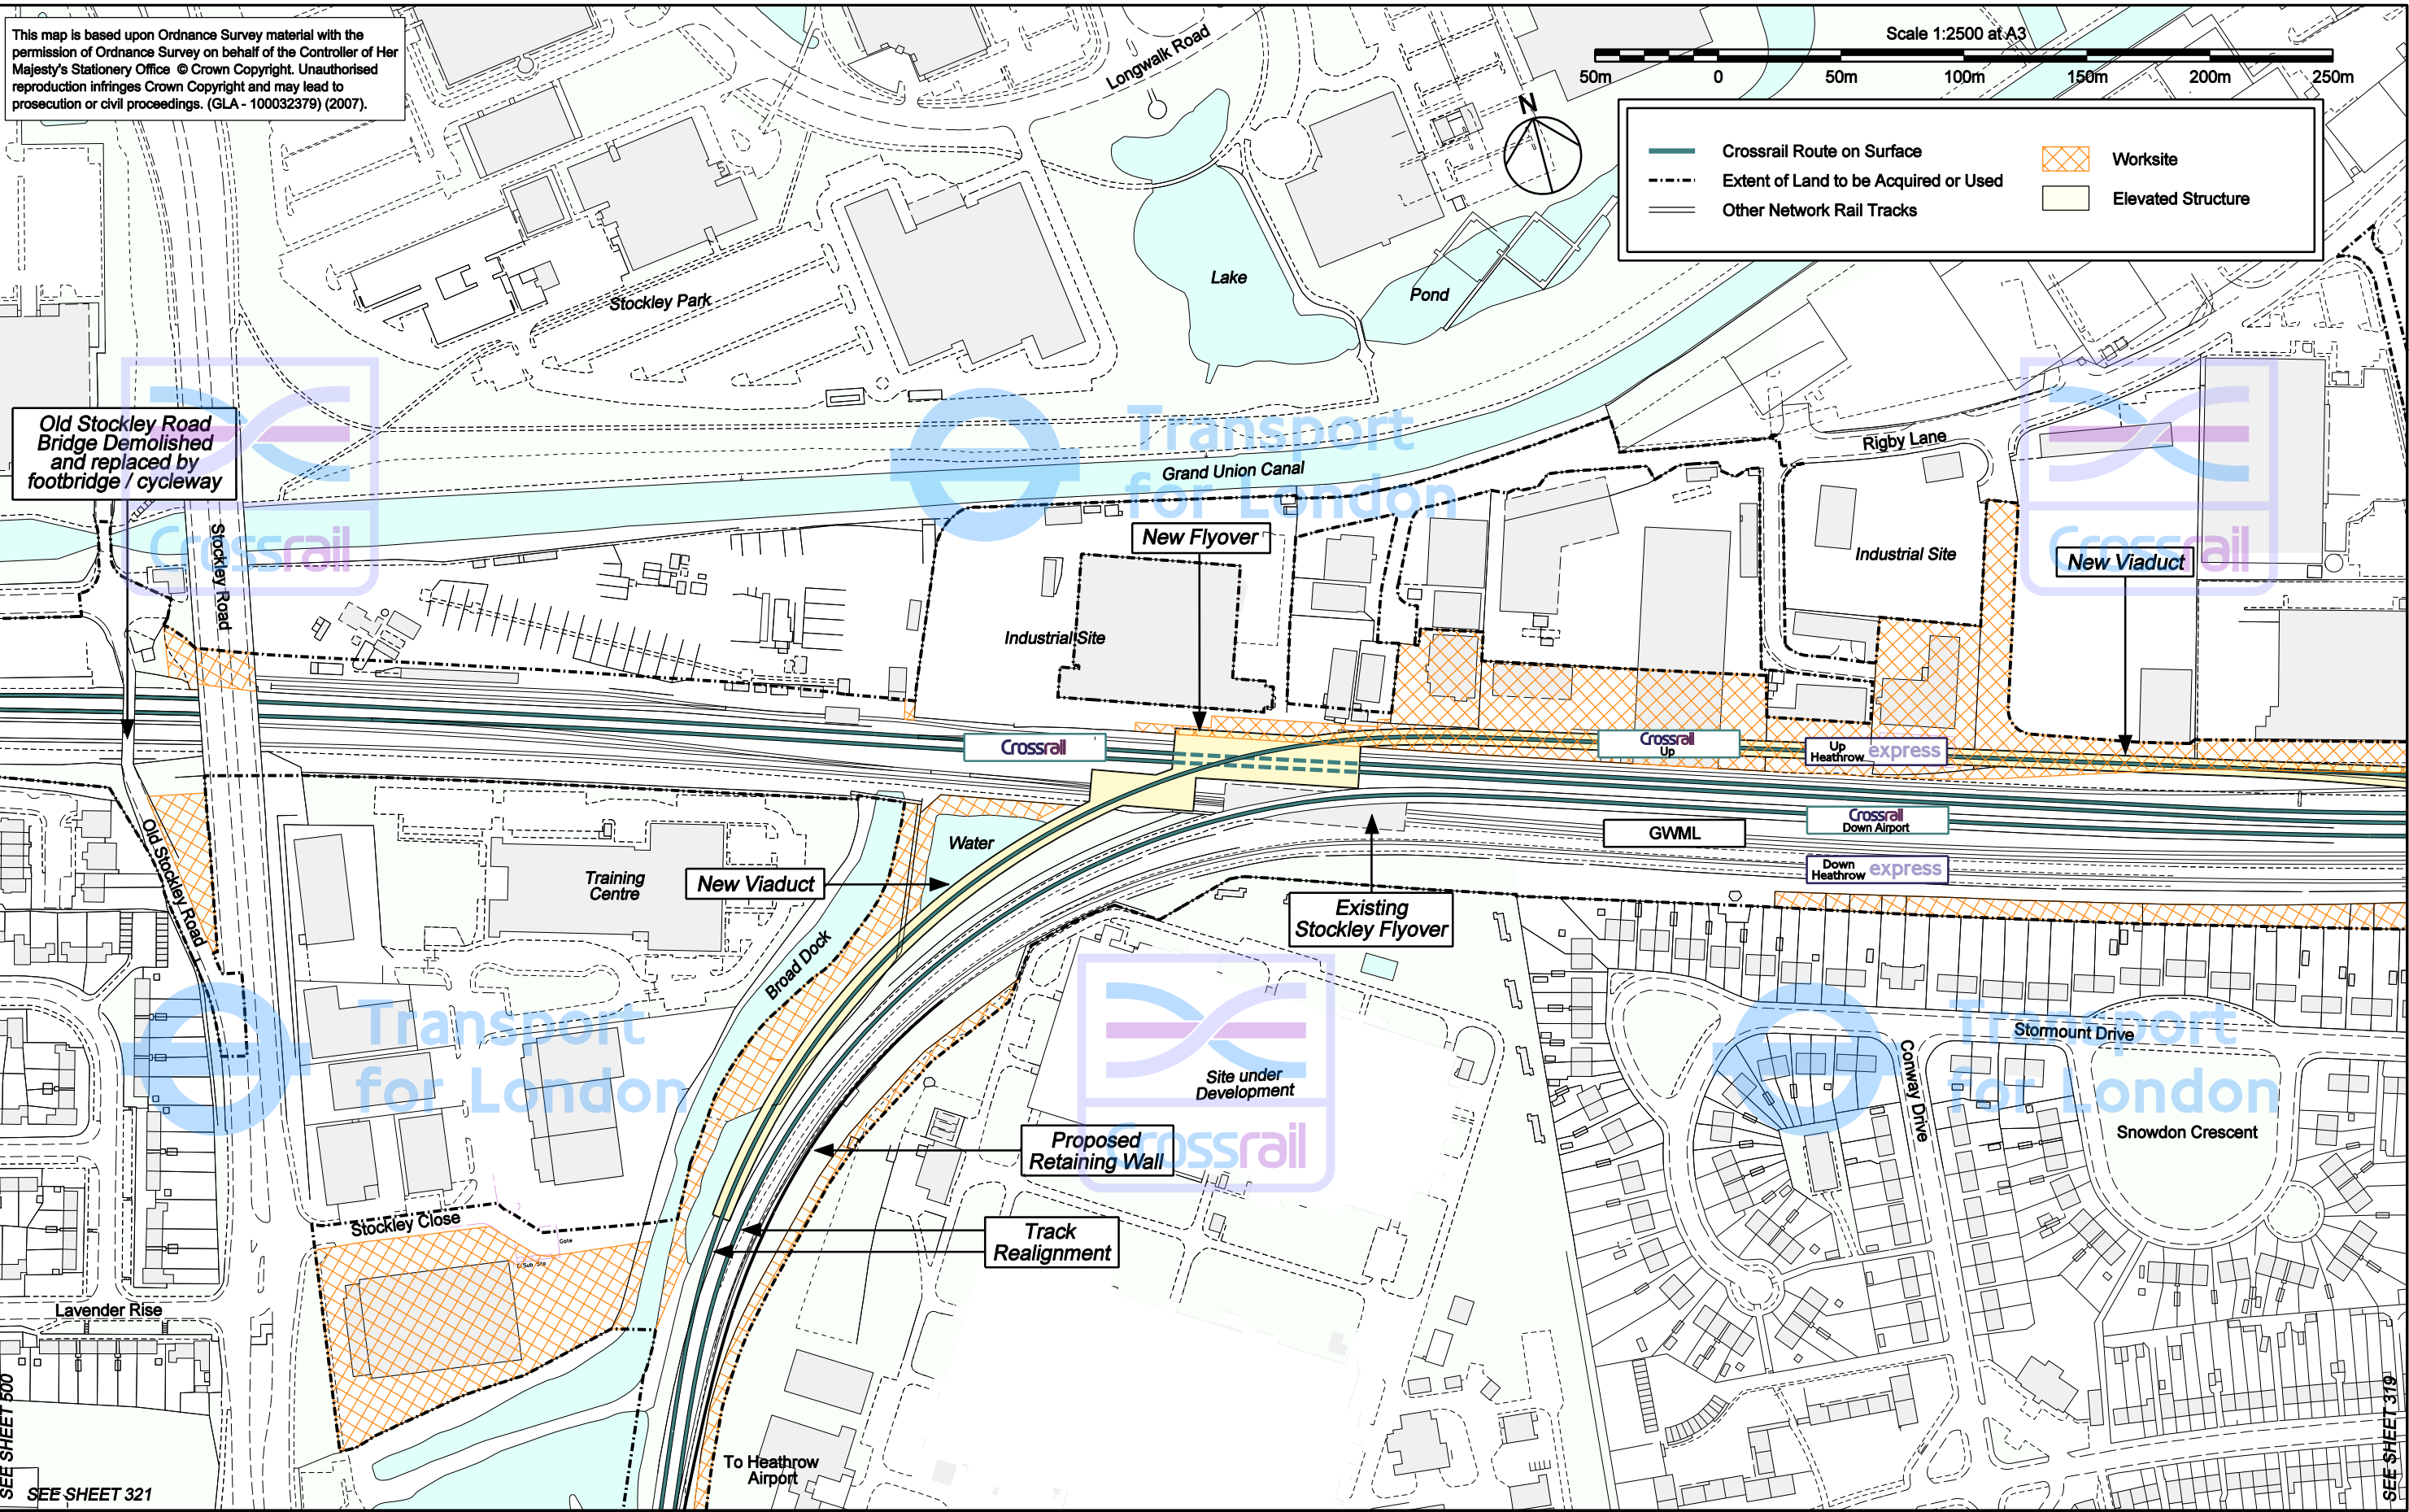 This map is based upon Ordnance Survey material with the
permission of Ordnance Survey on behalf of the Controller of Her
Majesty's Stationery Office © Crown Copyright. Unauthorised
reproduction infringes Crown Copyright and may lead to
prosecution or civil proceedings. (GLA - 100032379) (2007).
Longwalk Road
Scale 1:2500 at A3
50m 0 50m 100m 150m 200m 250m
N
Crossrail Route on Surface
Extent of Land to be Acquired or Used
Other Network Rail Tracks
Worksite
Elevated Structure
Stockley Park
Lake
Pond
Old Stockley Road
Bridge Demolished
and replaced by
footbridge / cycleway
Crossrail
Transport
for London
Grand Union Canal
Rigby Lane
Crossrail
Stockley Road
New Flyover
Industrial Site
Industrial Site
New Viaduct
Crossrail
Crossrail
Up
Up
Heathrow express
Crossrail
Down Airport
GWML
Down
Heathrow express
Old Stockley Road
Water
Training
Centre
New Viaduct
Existing
Stockley Flyover
Broad Dock
Transport
for London
Crossrail
Site under
Development
Transport
for London
Stormount Drive
Conway Drive
Snowdon Crescent
Proposed
Retaining Wall
Track
Realignment
Stockley Close
Gate
El Sub Sta
Lavender Rise
To Heathrow
Airport
SEE SHEET 500
SEE SHEET 321
SEE SHEET 319